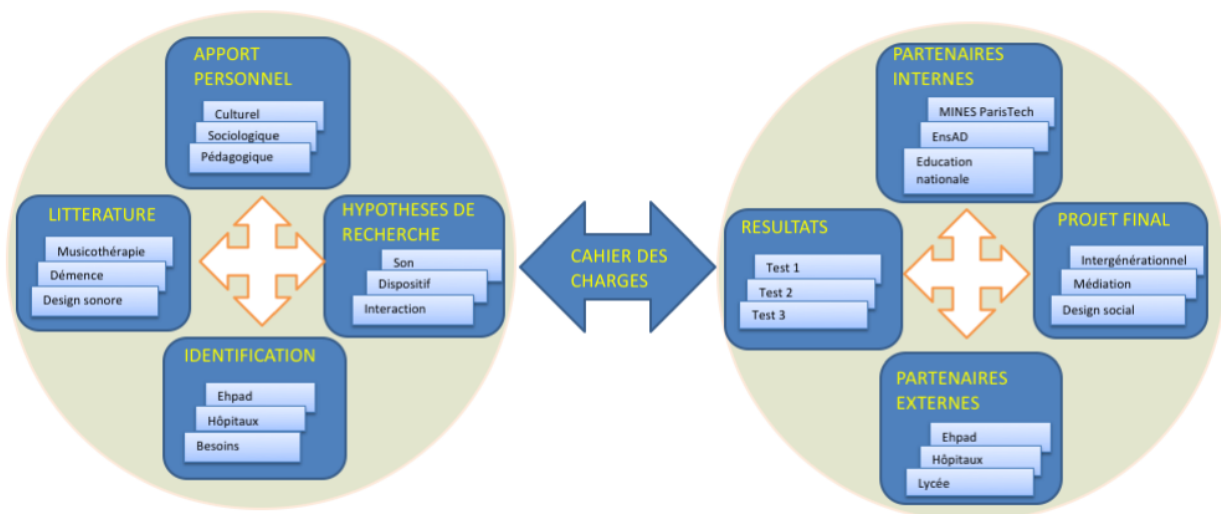 APPORT
PERSONNEL
Culturel
Sociologique
Pédagogique
LITTERATURE
Musicothérapie
Démence
Design sonore
HYPOTHESES DE
RECHERCHE
Son
Dispositif
Interaction
IDENTIFICATION
Ehpad
Hôpitaux
Besoins
CAHIER DES
CHARGES
PARTENAIRES
INTERNES
MINES ParisTech
EnsAD
Education
nationale
RESULTATS
Test 1
Test 2
Test 3
PROJET FINAL
Intergénérationnel
Médiation
Design social
PARTENAIRES
EXTERNES
Ehpad
Hôpitaux
Lycée